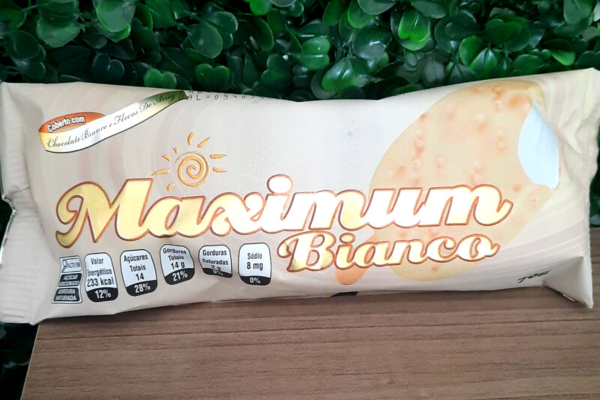 Coberto com
Chocolate Branco e Flocos De Arroz
Maximum
Bianco
Valor
Energético
233 kcal
12%
Açúcares
Totais
14
28%
Gorduras
Totais
14 g
21%
Gorduras
Saturadas
Sódio
8 mg
0%